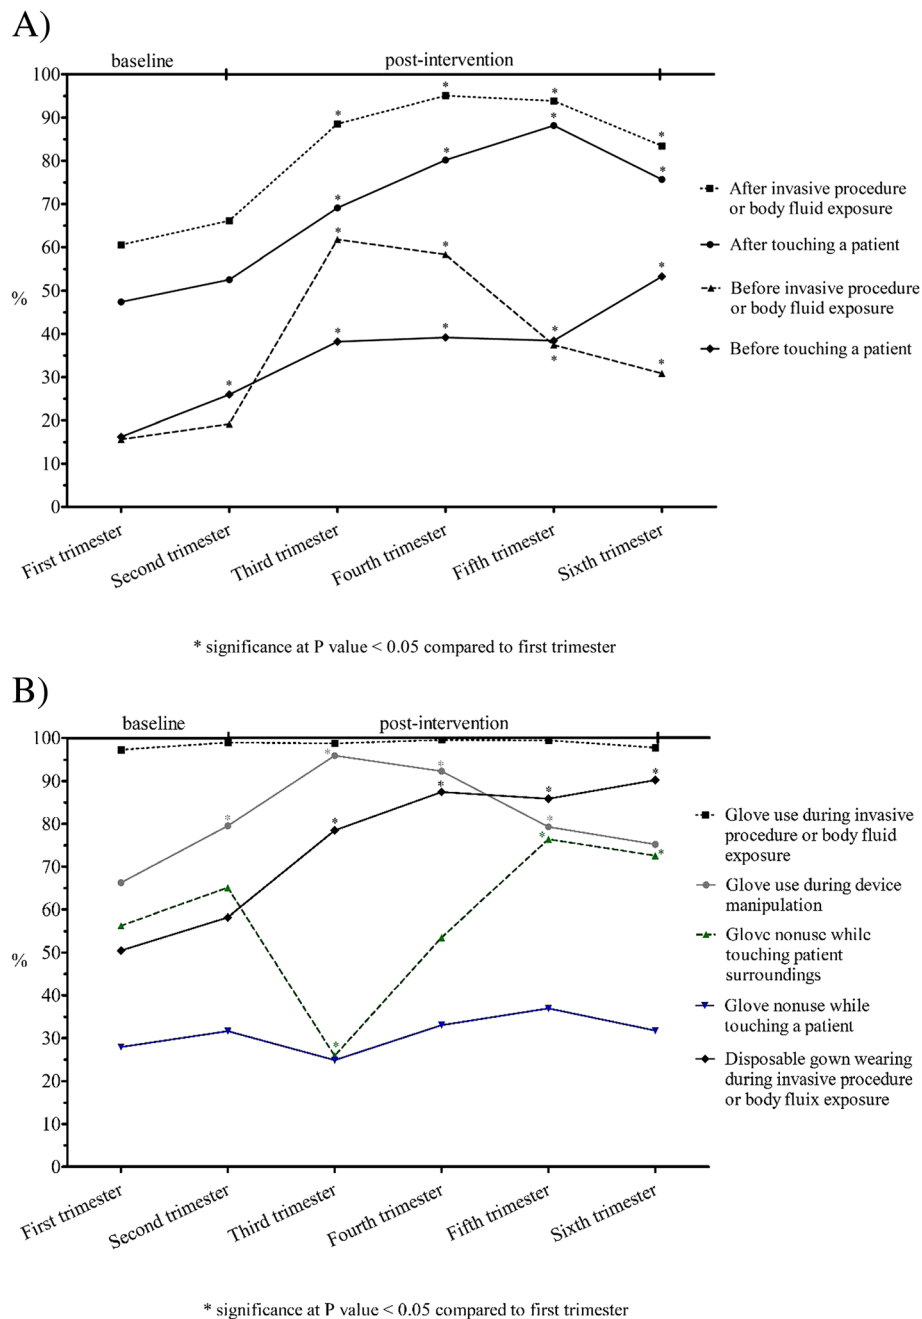 A)
baseline post-intervention
100
90
80
70
60
50
40
30
20
10
0
%
* * * *
* * * *
* * * *
* * * * *
After invasive procedure
or body fluid exposure
After touching a patient
Before invasive procedure
or body fluid exposure
Before touching a patient
First trimester
Second trimester
Third trimester
Fourth trimester
Fifth trimester
Sixth trimester
* significance at P value < 0.05 compared to first trimester
B)
baseline post-intervention
100
90
80
70
60
50
40
30
20
10
0
%
* * * *
* * * *
* * *
Glove use during invasive
procedure or body fluid
exposure
Glove use during device
manipulation
Glove nonuse while
touching patient
surroundings
Glove nonuse while
touching a patient
Disposable gown wearing
during invasive procedure
or body fluix exposure
First trimester
Second trimester
Third trimester
Fourth trimester
Fifth trimester
Sixth trimester
* significance at P value < 0.05 compared to first trimester